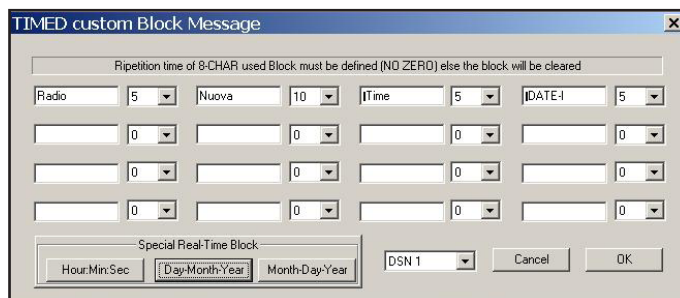 TIMED custom Block Message
Ripetition time of 8-CHAR used Block must be defined (NO ZERO) else the block will be cleared
Radio 5 Nuova 10 |Time 5 |DATE-I 5
0 0 0 0
0 0 0 0
0 0 0 0
Special Real-Time Block
Hour:Min:Sec Day-Month-Year Month-Day-Year DSN 1 Cancel OK